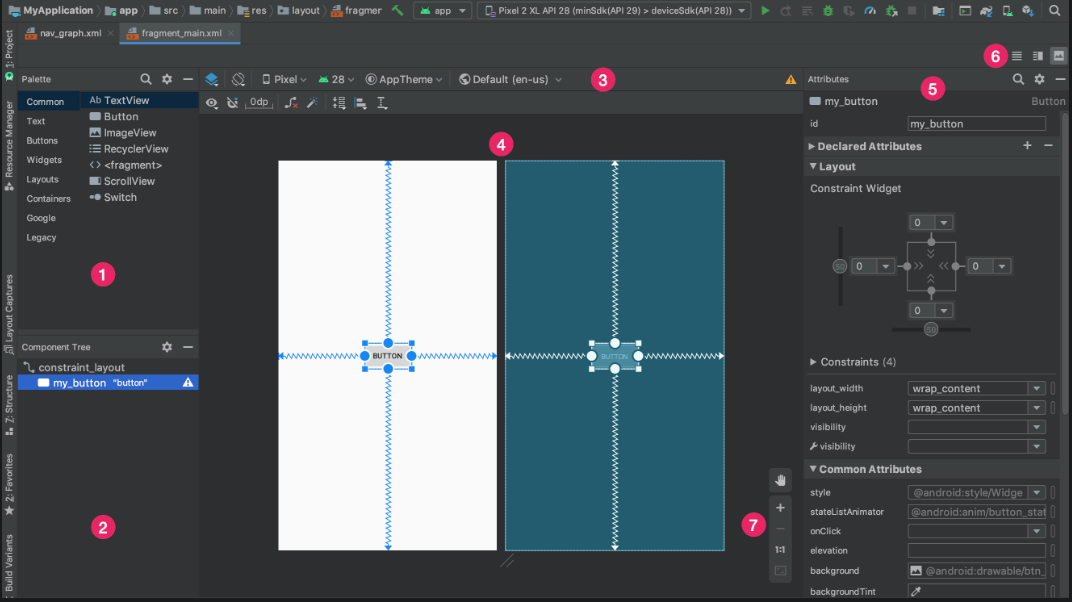 MyApplication app src main res layout fragmer app Pixel 2 XL API 28 (minSdk(API 29) > deviceSdk(API 28))
nav_graph.xml fragment_main.xml
1: Project
Resource Manager
Layout Captures
Z: Structure
2: Favorites
Build Variants
6
Palette
Common
Text
Buttons
Widgets
Layouts
Containers
Google
Legacy
Ab TextView
Button
ImageView
RecyclerView
<> <fragment>
ScrollView
Switch
1
Component Tree
constraint_layout
my_button "button"
2
Pixel 28 AppTheme Default (en-us)
3
0dp
4
BUTTON
BUTTON
7
1:1
Attributes
5
my_button Button
id my_button
Declared Attributes
Layout
Constraint Widget
0
50 0 0
0
50
Constraints (4)
layout_width wrap_content
layout_height wrap_content
visibility
visibility
Common Attributes
style @android:style/Widge
stateListAnimator @android:anim/button_stat
onClick
elevation
background @android:drawable/btn_
backgroundTint